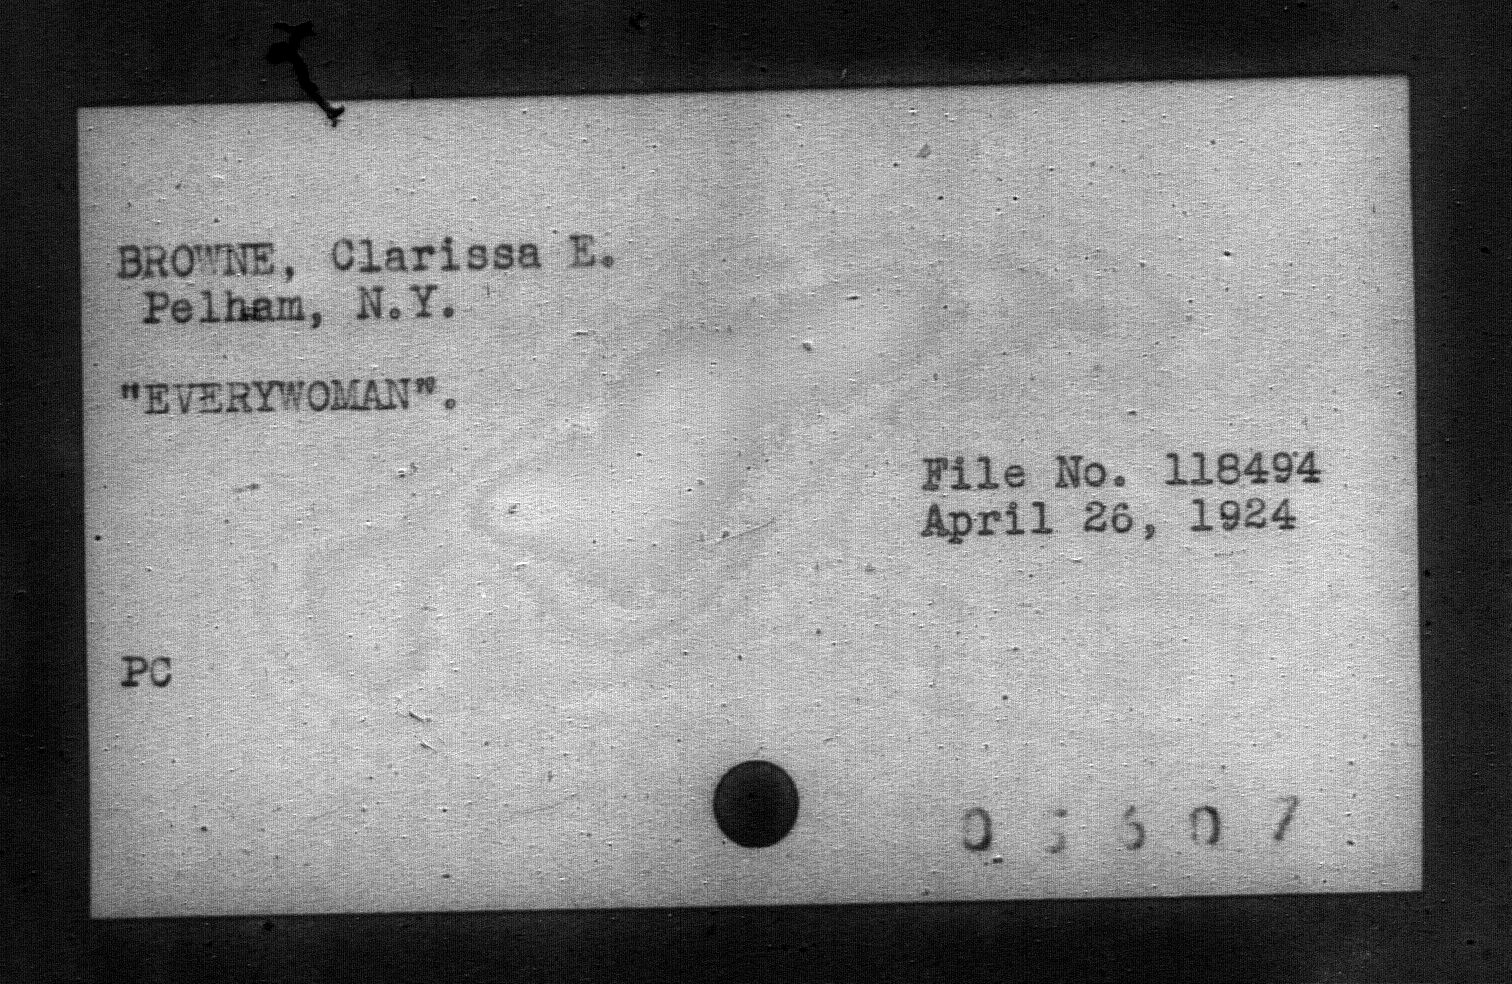 BROWNE, Clarissa E.
Pelham, N.Y.
"EVERYWOMAN".
File No. 118494
April 26, 1924
PC